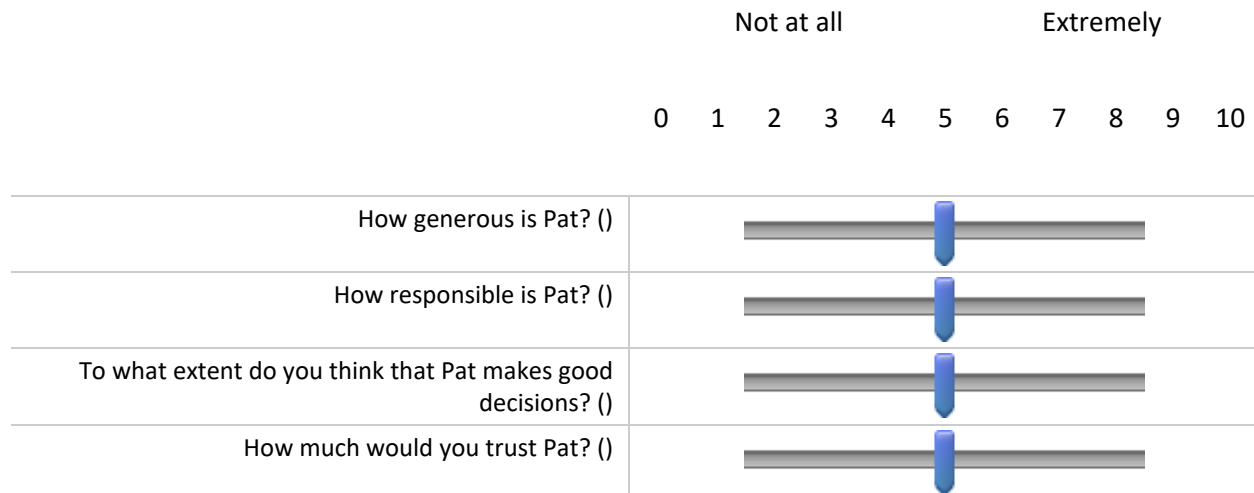 Not at all Extremely
0 1 2 3 4 5 6 7 8 9 10
How generous is Pat? ()
How responsible is Pat? ()
To what extent do you think that Pat makes good
decisions? ()
How much would you trust Pat? ()